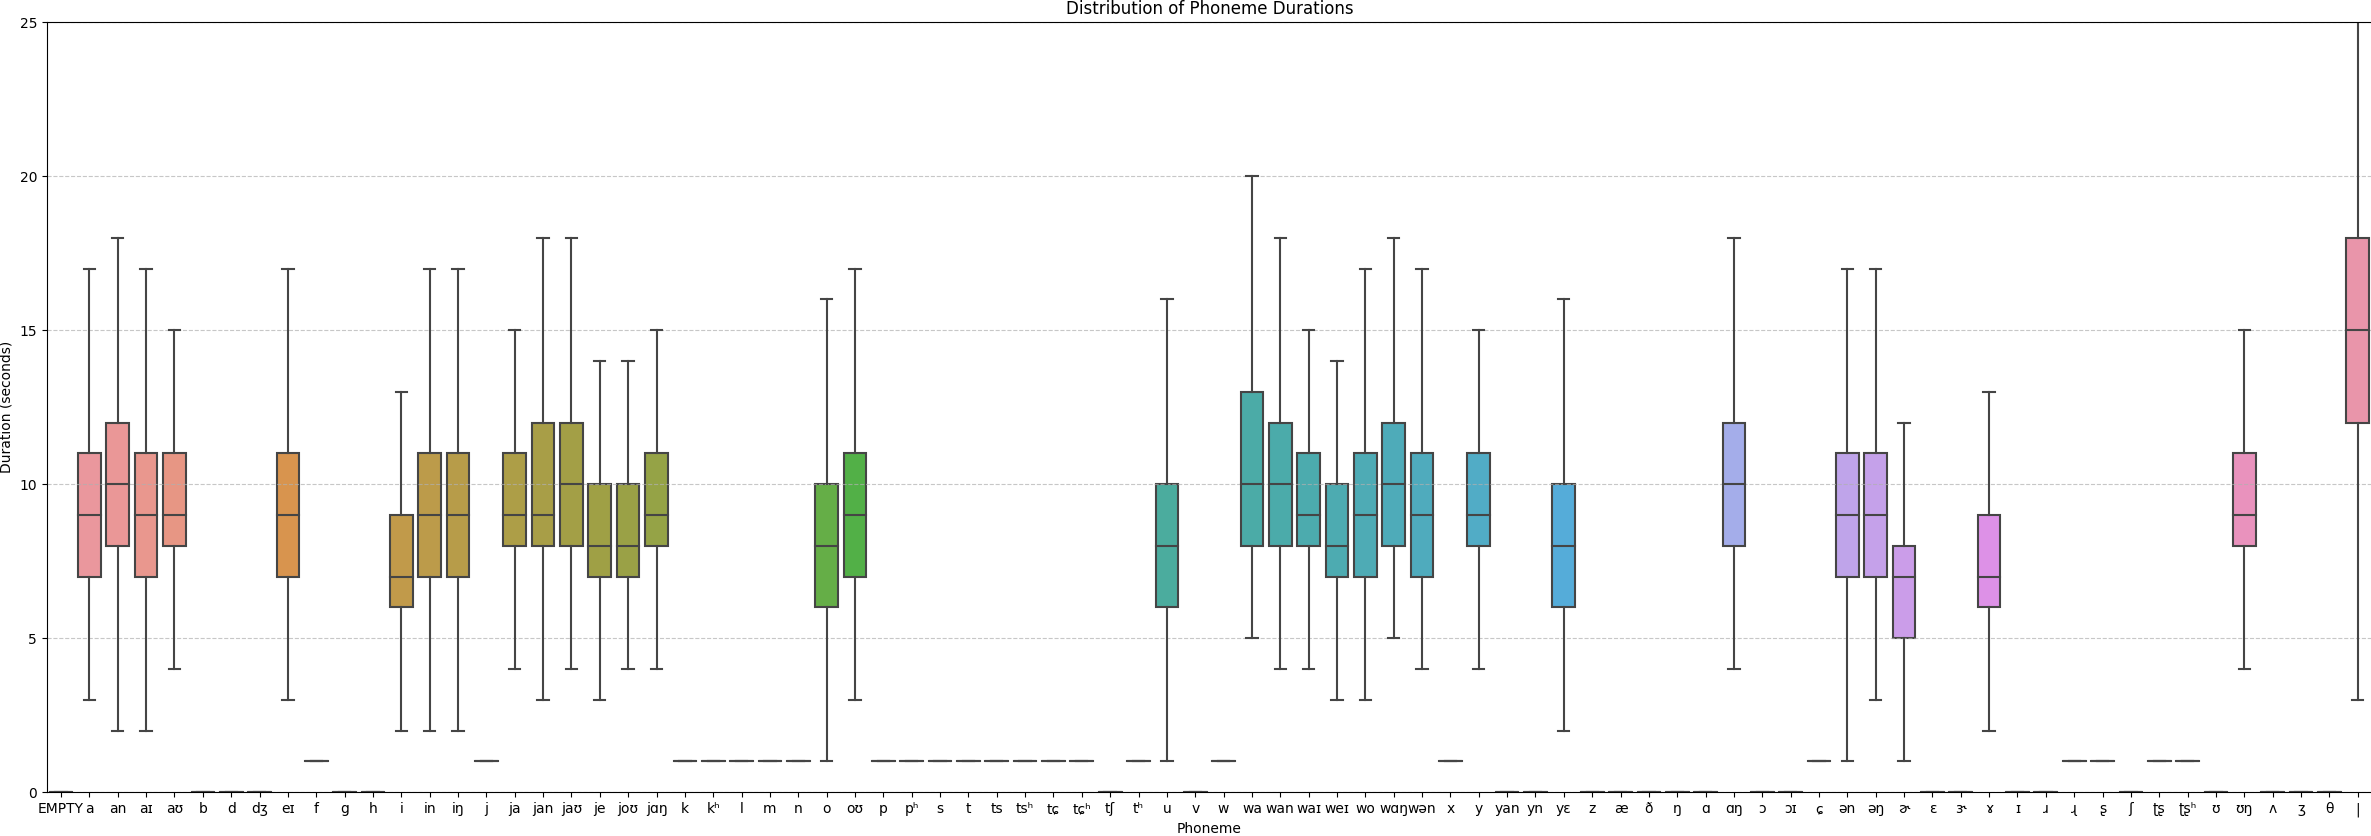 Distribution of Phoneme Durations
25
20
15
10
5
0
Duration (seconds)
EMPTY a an aɪ aʊ b d dʒ eɪ f g h i in iŋ j ja jan jaʊ je joʊ jɑŋ k kʰ l m n o oʊ p pʰ s t ts tsʰ tɕ tɕʰ tʃ tʰ u v w wa wan waɪ weɪ wo wɑŋ wən x y yan yn yɛ z æ ð ŋ ɑ ɑŋ ɔ ɔɪ ɕ ən əŋ ɚ ɛ ɝ ɤ ɪ ɹ ɻ ʂ ʃ ʈʂ ʈʂʰ ʊ ʊŋ ʌ ʒ θ |
Phoneme